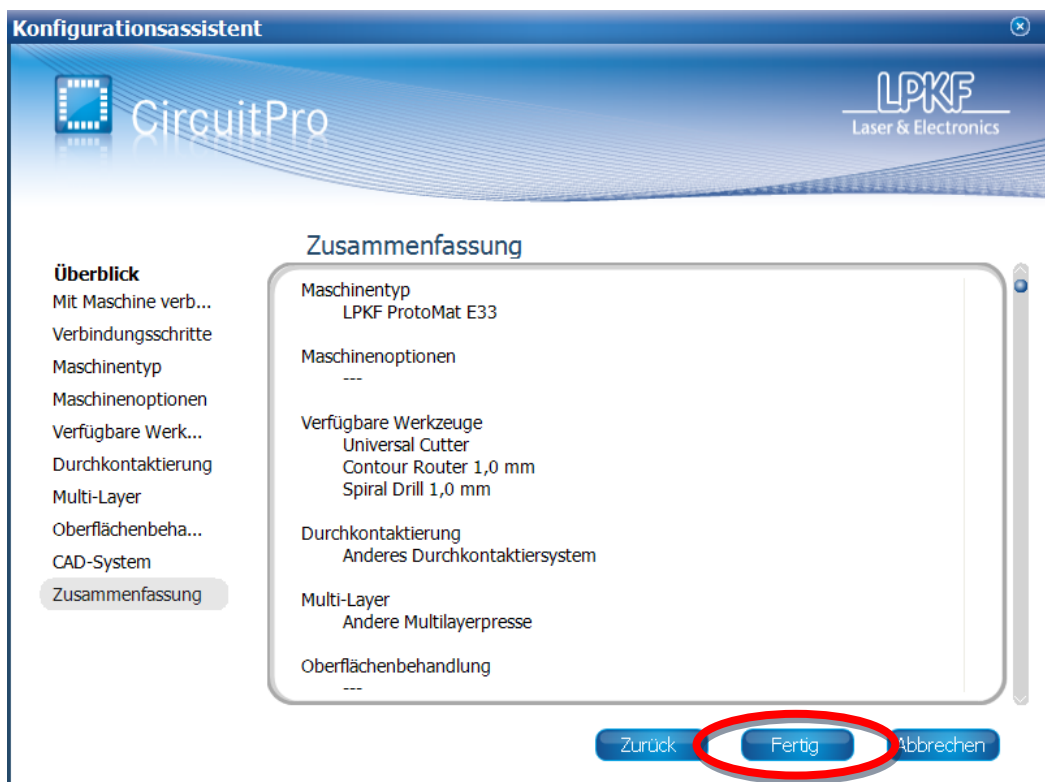 Konfigurationsassistent
CircuitPro
LPKF
Laser & Electronics
Zusammenfassung
Überblick
Mit Maschine verb...
Verbindungsschritte
Maschinentyp
Maschinenoptionen
Verfügbare Werk...
Durchkontaktierung
Multi-Layer
Oberflächenbeha...
CAD-System
Zusammenfassung
Maschinentyp
LPKF ProtoMat E33
Maschinenoptionen
---
Verfügbare Werkzeuge
Universal Cutter
Contour Router 1,0 mm
Spiral Drill 1,0 mm
Durchkontaktierung
Anderes Durchkontaktiersystem
Multi-Layer
Andere Multilayerpresse
Oberflächenbehandlung
---
Zurück
Fertig
Abbrechen